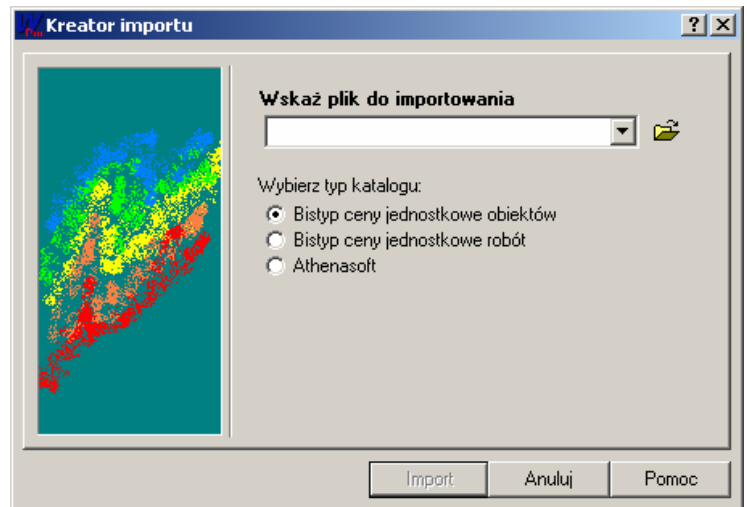 Kreator importu
Wskaż plik do importowania
Wybierz typ katalogu:
Bistyp ceny jednostkowe obiektów
Bistyp ceny jednostkowe robót
Athenasoft
Import
Anuluj
Pomoc